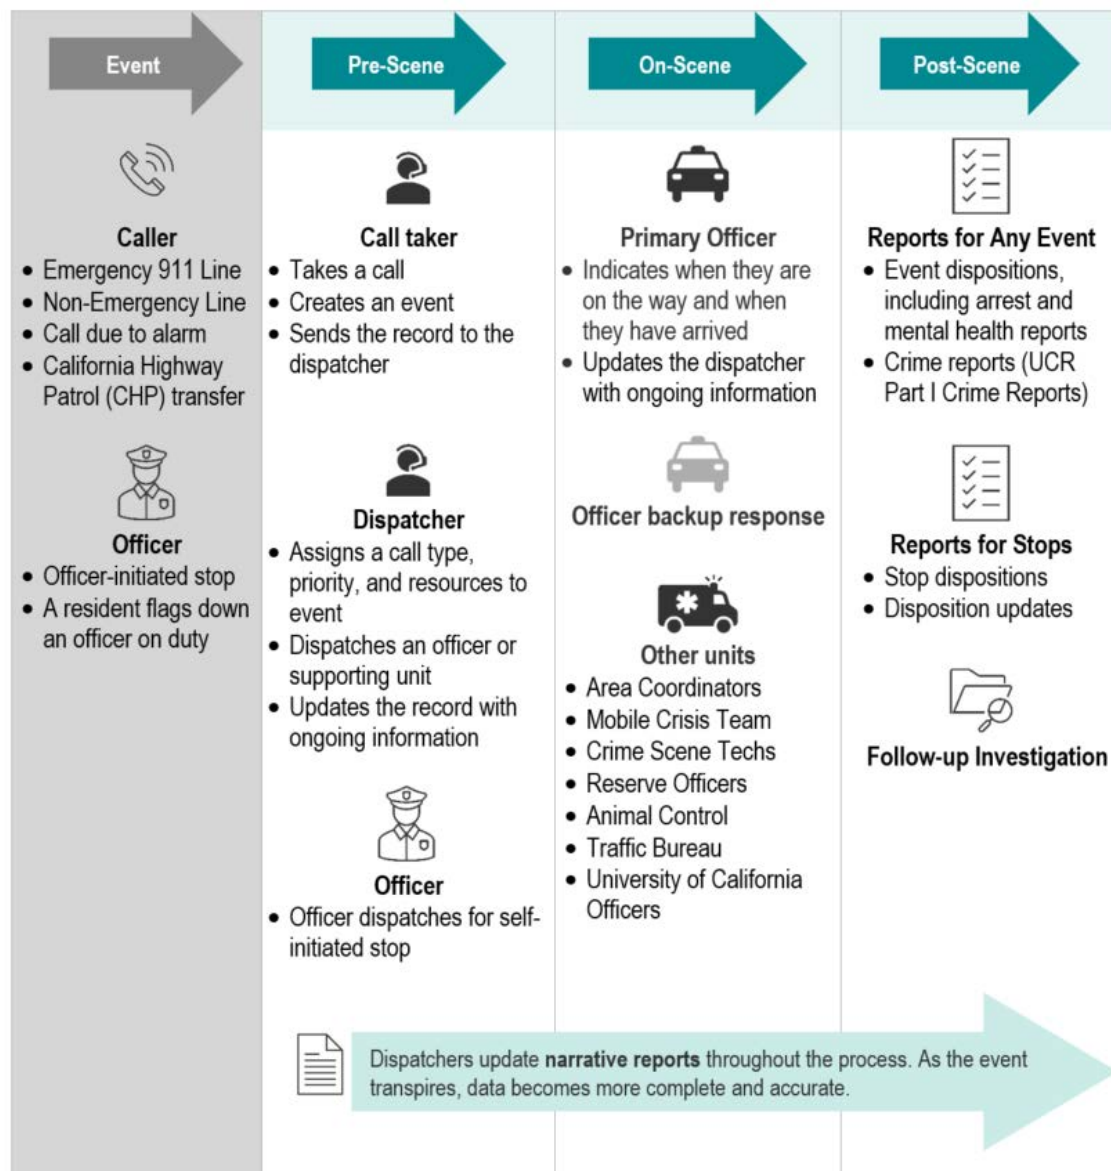 Event
Pre-Scene
On-Scene
Post-Scene
Caller
• Emergency 911 Line
• Non-Emergency Line
• Call due to alarm
• California Highway
Patrol (CHP) transfer
Officer
• Officer-initiated stop
• A resident flags down
an officer on duty
Call taker
• Takes a call
• Creates an event
• Sends the record to the
dispatcher
Dispatcher
• Assigns a call type,
priority, and resources to
event
• Dispatches an officer or
supporting unit
• Updates the record with
ongoing information
Officer
• Officer dispatches for self-
initiated stop
Primary Officer
• Indicates when they are
on the way and when
they have arrived
• Updates the dispatcher
with ongoing information
Officer backup response
Other units
• Area Coordinators
• Mobile Crisis Team
• Crime Scene Techs
• Reserve Officers
• Animal Control
• Traffic Bureau
• University of California
Officers
Reports for Any Event
• Event dispositions,
including arrest and
mental health reports
• Crime reports (UCR
Part I Crime Reports)
Reports for Stops
• Stop dispositions
• Disposition updates
Follow-up Investigation
Dispatchers update narrative reports throughout the process. As the event
transpires, data becomes more complete and accurate.